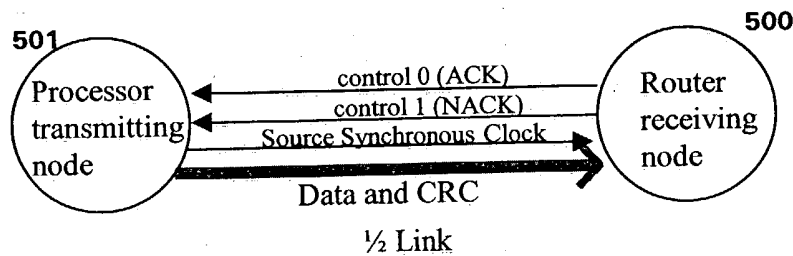 501
500
Processor
transmitting
node
control 0 (ACK)
control 1 (NACK)
Source Synchronous Clock
Data and CRC
½ Link
Router
receiving
node